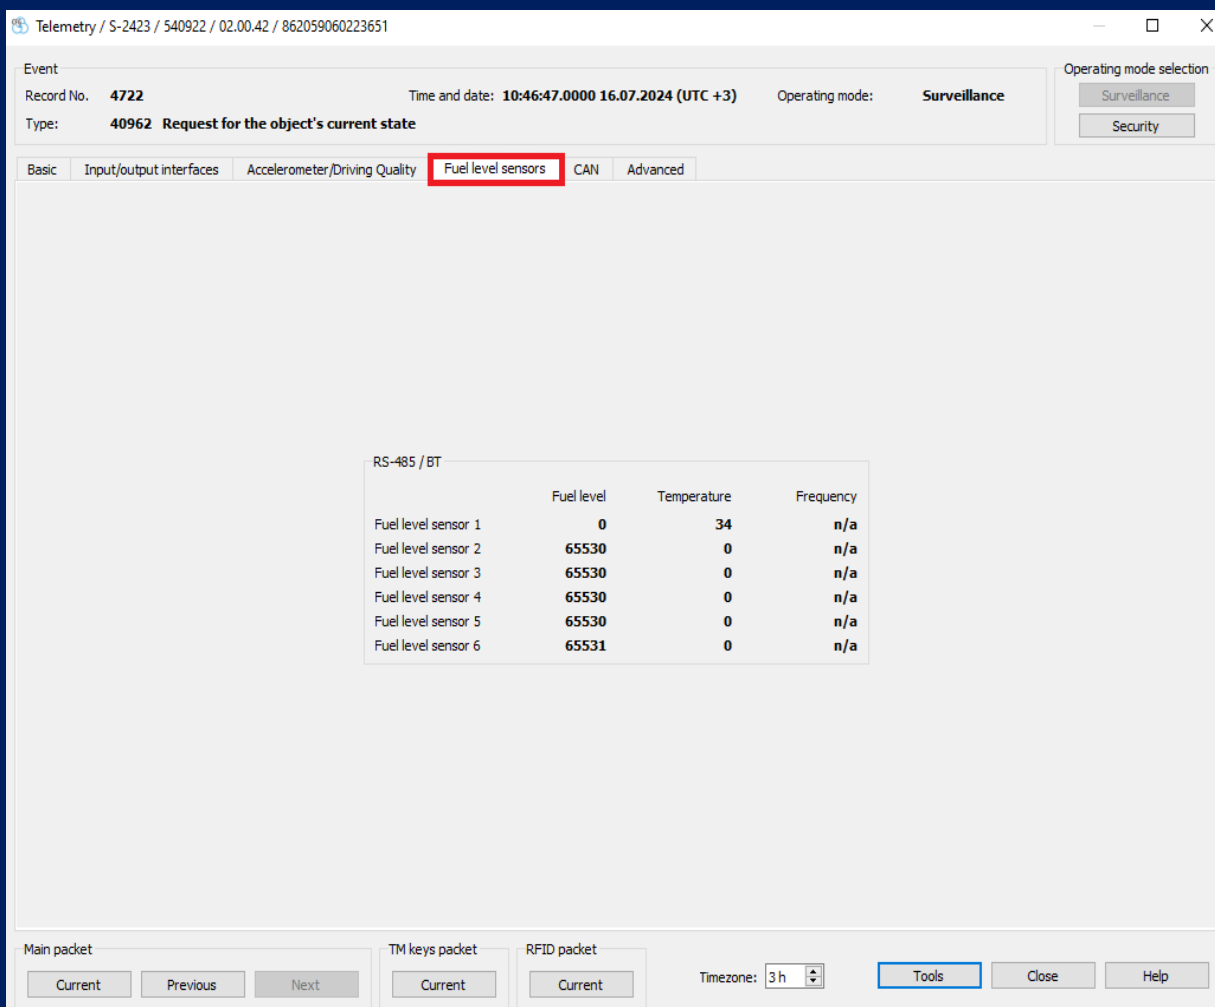 Telemetry / S-2423 / 540922 / 02.00.42 / 862059060223651
Event
Operating mode selection
Record No. 4722 Time and date: 10:46:47.0000 16.07.2024 (UTC +3) Operating mode: Surveillance
Surveillance
Type: 40962 Request for the object's current state
Security
Basic Input/output interfaces Accelerometer/Driving Quality Fuel level sensors CAN Advanced
RS-485 / BT
Fuel level Temperature Frequency
Fuel level sensor 1 0 34 n/a
Fuel level sensor 2 65530 0 n/a
Fuel level sensor 3 65530 0 n/a
Fuel level sensor 4 65530 0 n/a
Fuel level sensor 5 65530 0 n/a
Fuel level sensor 6 65531 0 n/a
Main packet TM keys packet RFID packet
Current Previous Next Current Current Timezone: 3 h Tools Close Help